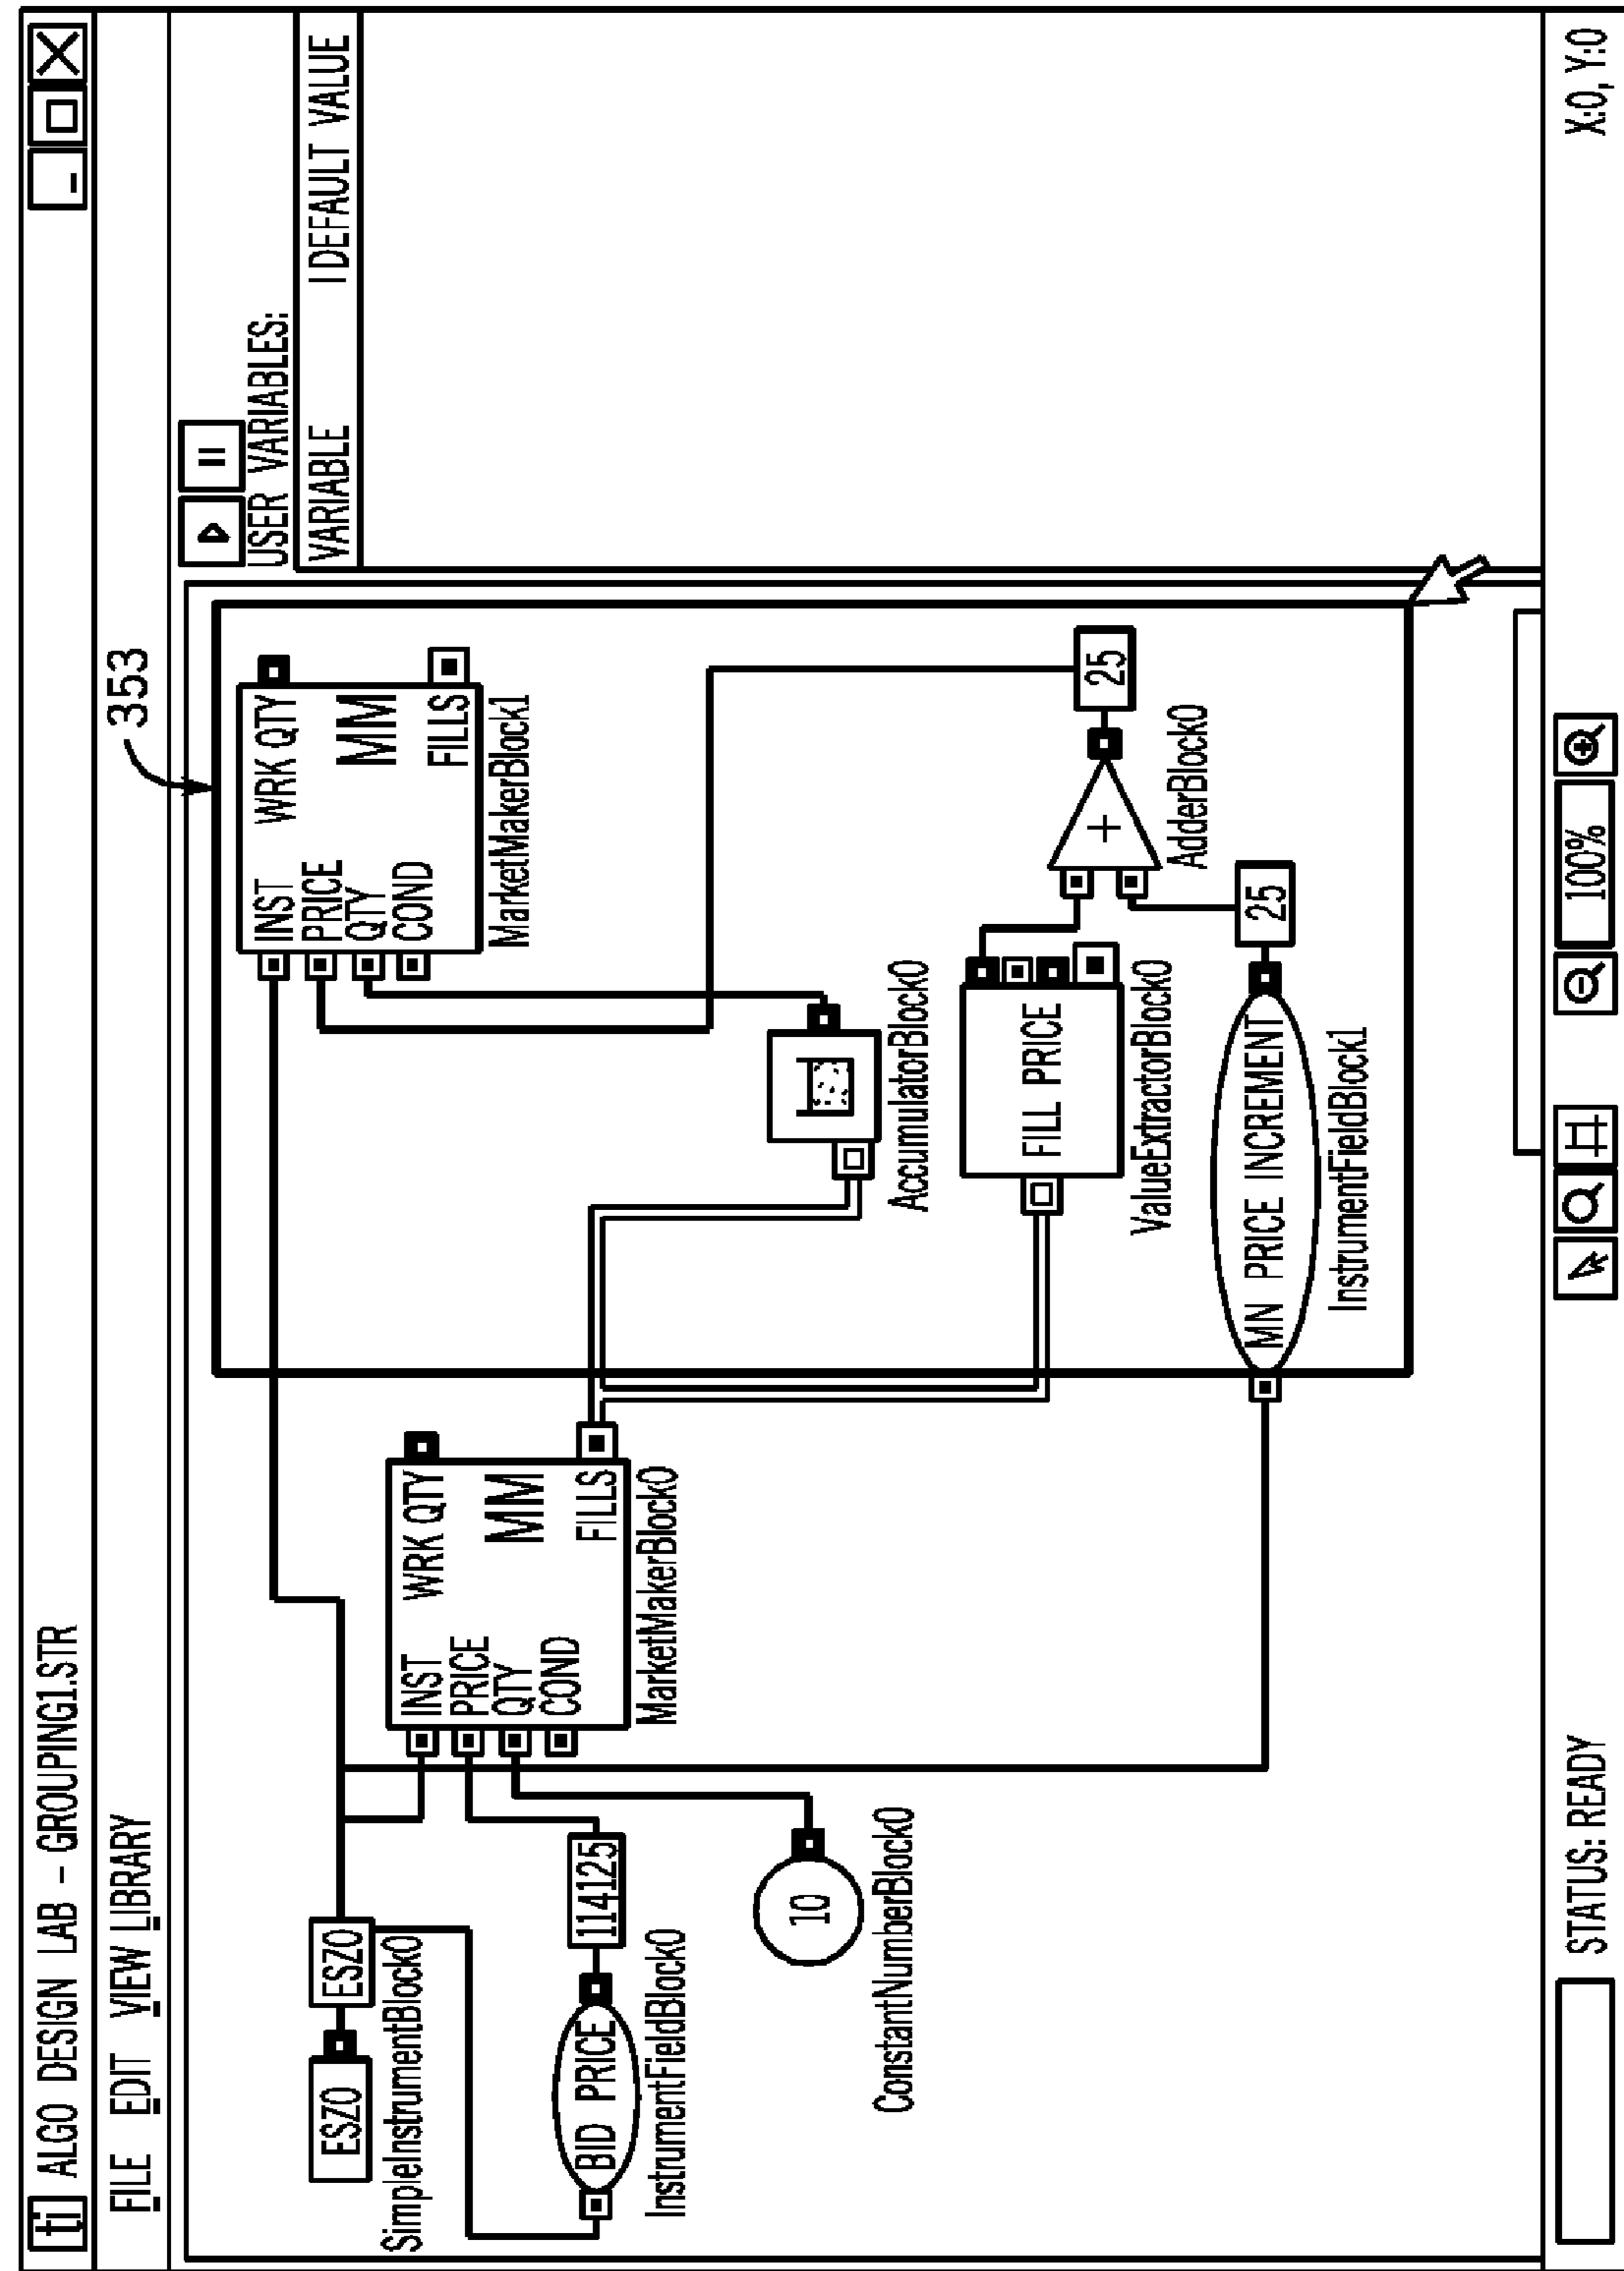 ti ALGO DESIGN LAB - GROUPING1.STR
FILE EDIT VIEW LIBRARY
353
USER VARIABLES:
VARIABLE | DEFAULT VALUE
ESZ0
ESZ0
SimpleInstrumentBlock0
BID PRICE
114125
InstrumentFieldBlock0
10
ConstantNumberBlock0
INST
WRK QTY
PRICE
QTY
MM
COND
FILLS
MarketMakerBlock0
INST
WRK QTY
PRICE
QTY
MM
COND
FILLS
MarketMakerBlock1
AccumulatorBlock0
FILL PRICE
ValueExtractorBlock0
+
25
AdderBlock0
MN PRICE INCREMENT
25
InstrumentFieldBlock1
STATUS: READY
100%
X:0, Y:0